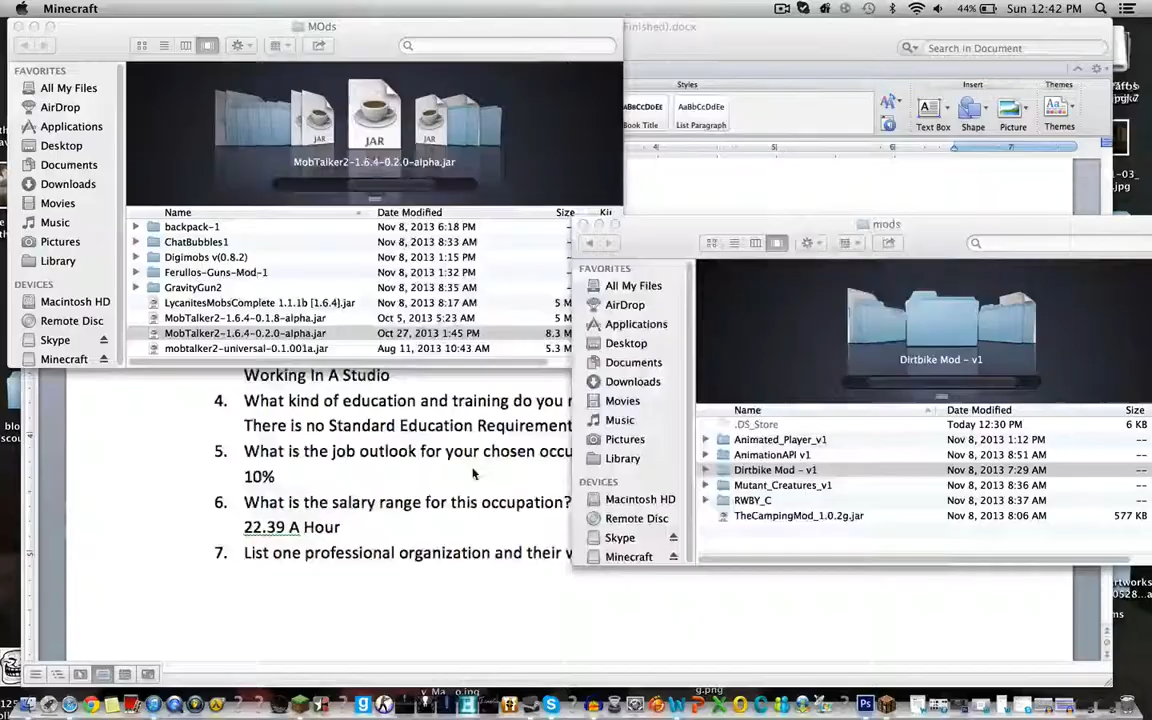 Minecraft
44%
Sun 12:42 PM
MOds
FAVORITES
All My Files
AirDrop
Applications
Desktop
Documents
Downloads
Movies
Music
Pictures
Library
DEVICES
Macintosh HD
Remote Disc
Skype
Minecraft
JAR
JAR
JAR
MobTalker2-1.6.4-0.2.0-alpha.jar
Name Date Modified Size
backpack-1 Nov 8, 2013 6:18 PM
ChatBubbles1 Nov 8, 2013 8:33 AM --
Digimobs v(0.8.2) Nov 8, 2013 1:15 PM --
Ferullos-Guns-Mod-1 Nov 8, 2013 1:32 PM --
GravityGun2 Nov 8, 2013 8:35 AM --
LycanitesMobsComplete 1.1.1b [1.6.4].jar Nov 8, 2013 8:17 AM 5 M
MobTalker2-1.6.4-0.1.8-alpha.jar Oct 5, 2013 5:23 AM 5 M
MobTalker2-1.6.4-0.2.0-alpha.jar Oct 27, 2013 1:45 PM 8.3 M
mobtalker2-universal-0.1.001a.jar Aug 11, 2013 10:43 AM 5.3 M
Finished).docx
Search in Document
Styles
Insert
Themes
AaBbCcDdEe
AaBbCcDdEe
Book Title
List Paragraph
Text Box
Shape
Picture
Themes
4
5
6
7
Working In A Studio
4. What kind of education and training do you
There is no Standard Education Requirement
5. What is the job outlook for your chosen occu
10%
6. What is the salary range for this occupation?
22.39 A Hour
7. List one professional organization and their
mods
FAVORITES
All My Files
AirDrop
Applications
Desktop
Documents
Downloads
Movies
Music
Pictures
Library
DEVICES
Macintosh HD
Remote Disc
Skype
Minecraft
Dirtbike Mod - v1
Name Date Modified Size
.DS_Store Today 12:30 PM 6 KB
Animated_Player_v1 Nov 8, 2013 1:12 PM --
AnimationAPI v1 Nov 8, 2013 8:51 AM --
Dirtbike Mod - v1 Nov 8, 2013 7:29 AM --
Mutant_Creatures_v1 Nov 8, 2013 8:36 AM --
RWBY_C Nov 8, 2013 8:37 AM --
TheCampingMod_1.0.2g.jar Nov 8, 2013 8:06 AM 577 KB